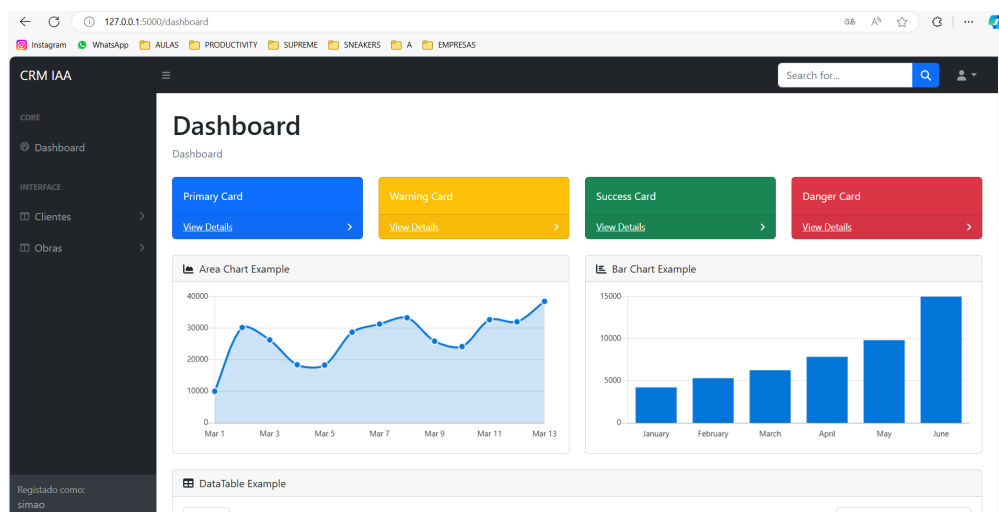 127.0.0.1:5000/dashboard
Instagram WhatsApp AULAS PRODUCTIVITY SUPREME SNEAKERS A EMPRESAS
CRM IAA
Search for...
CORE
Dashboard
INTERFACE
Clientes
Obras
Registado como:
simao
Dashboard
Dashboard
Primary Card
View Details
Warning Card
View Details
Success Card
View Details
Danger Card
View Details
Area Chart Example
40000
30000
20000
10000
0
Mar 1 Mar 3 Mar 5 Mar 7 Mar 9 Mar 11 Mar 13
Bar Chart Example
15000
10000
5000
0
January February March April May June
DataTable Example